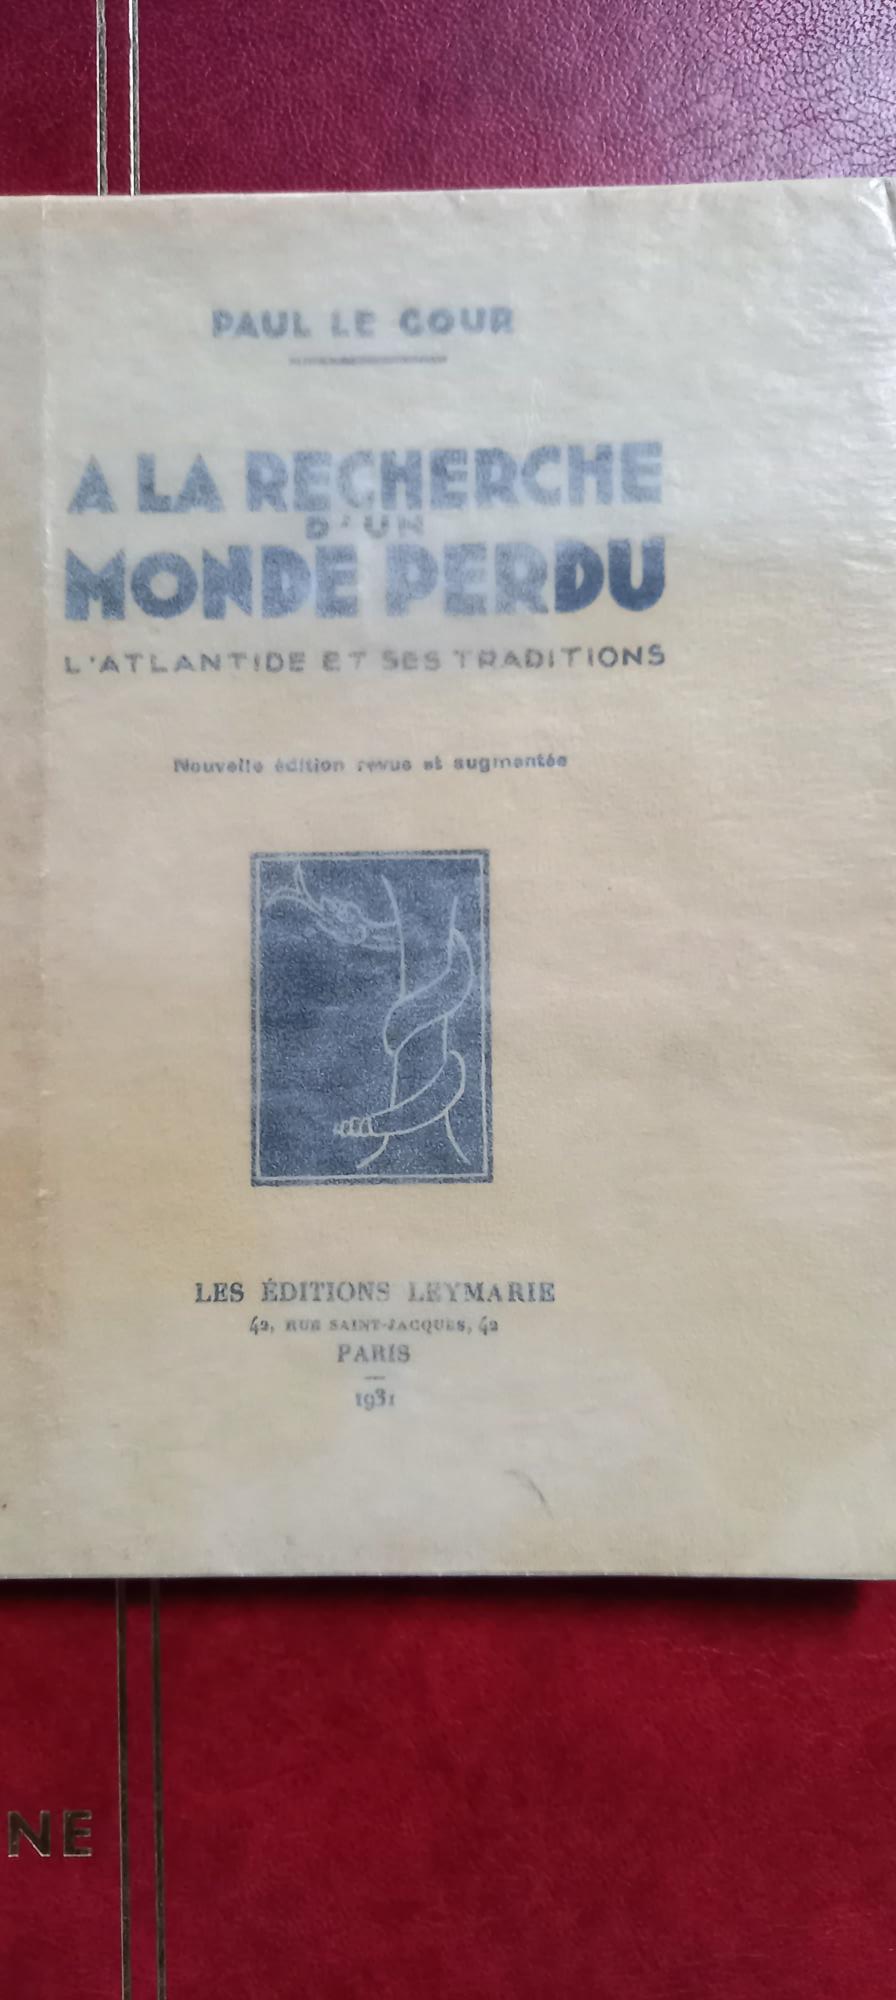 PAUL LE COUR
A LA RECHERCHE
D'UN
MONDE PERDU
L'ATLANTIDE ET SES TRADITIONS
Nouvelle édition revue et augmentée
LES ÉDITIONS LEYMARIE
42, RUE SAINT-JACQUES, 42
PARIS
1931
NE